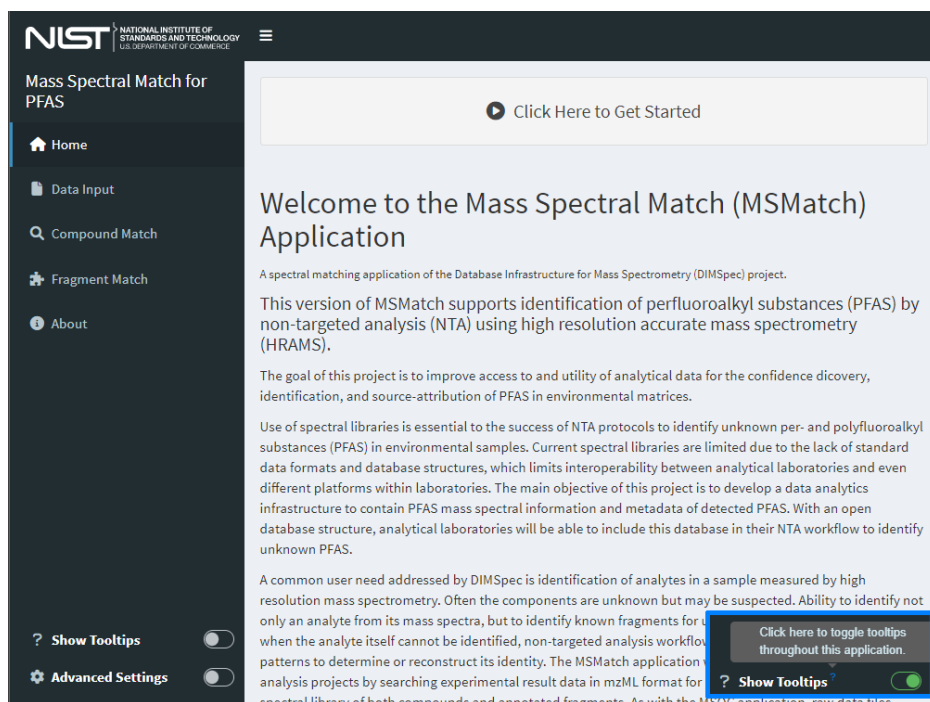 NIST NATIONAL INSTITUTE OF
STANDARDS AND TECHNOLOGY
U.S. DEPARTMENT OF COMMERCE
Mass Spectral Match for
PFAS
Home
Data Input
Compound Match
Fragment Match
About
? Show Tooltips
Advanced Settings
Click Here to Get Started
Welcome to the Mass Spectral Match (MSMatch)
Application
A spectral matching application of the Database Infrastructure for Mass Spectrometry (DIMSpec) project.
This version of MSMatch supports identification of perfluoroalkyl substances (PFAS) by
non-targeted analysis (NTA) using high resolution accurate mass spectrometry
(HRAMS).
The goal of this project is to improve access to and utility of analytical data for the confidence dicovery,
identification, and source-attribution of PFAS in environmental matrices.
Use of spectral libraries is essential to the success of NTA protocols to identify unknown per- and polyfluoroalkyl
substances (PFAS) in environmental samples. Current spectral libraries are limited due to the lack of standard
data formats and database structures, which limits interoperability between analytical laboratories and even
different platforms within laboratories. The main objective of this project is to develop a data analytics
infrastructure to contain PFAS mass spectral information and metadata of detected PFAS. With an open
database structure, analytical laboratories will be able to include this database in their NTA workflow to identify
unknown PFAS.
A common user need addressed by DIMSpec is identification of analytes in a sample measured by high
resolution mass spectrometry. Often the components are unknown but may be suspected. Ability to identify not
only an analyte from its mass spectra, but to identify known fragments for
when the analyte itself cannot be identified, non-targeted analysis workflow
patterns to determine or reconstruct its identity. The MSMatch application
analysis projects by searching experimental result data in mzML format for
spectral library of both compounds and annotated fragments. As with the MSQC application, raw data files
Click here to toggle tooltips
throughout this application.
? Show Tooltips ?